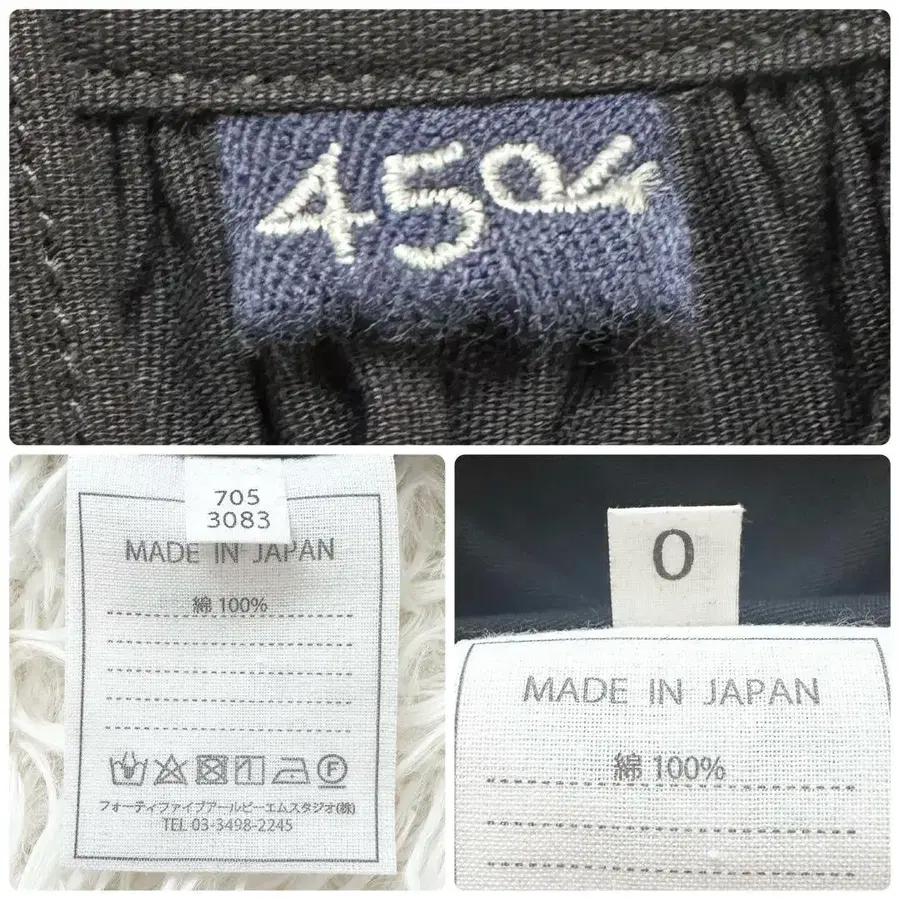 45R
705
3083
MADE IN JAPAN
綿 100%
フォーティファイブアールピーエムスタジオ(株)
TEL 03-3498-2245
0
MADE IN JAPAN
綿 100%